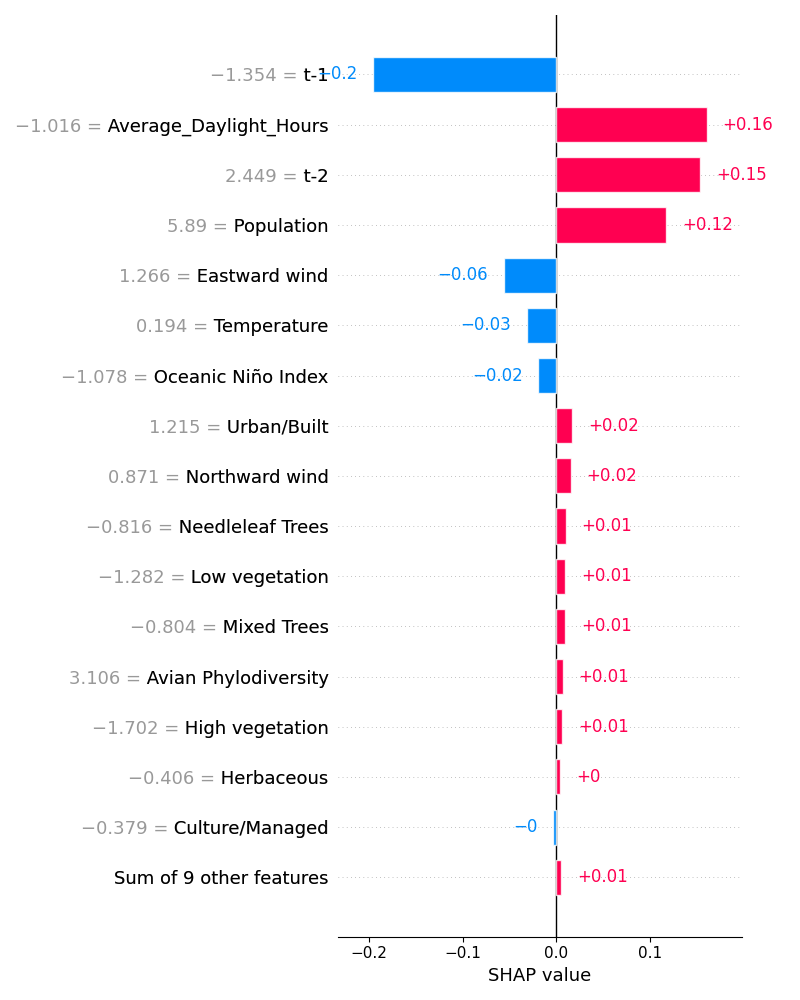 −1.354 = t-1 −0.2
−1.016 = Average_Daylight_Hours +0.16
2.449 = t-2 +0.15
5.89 = Population +0.12
1.266 = Eastward wind −0.06
0.194 = Temperature −0.03
−1.078 = Oceanic Niño Index −0.02
1.215 = Urban/Built +0.02
0.871 = Northward wind +0.02
−0.816 = Needleleaf Trees +0.01
−1.282 = Low vegetation +0.01
−0.804 = Mixed Trees +0.01
3.106 = Avian Phylodiversity +0.01
−1.702 = High vegetation +0.01
−0.406 = Herbaceous +0
−0.379 = Culture/Managed −0
Sum of 9 other features +0.01
−0.2 −0.1 0.0 0.1
SHAP value